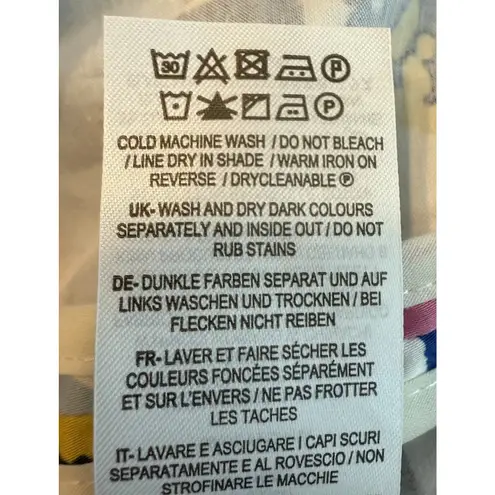 30 P
P
COLD MACHINE WASH / DO NOT BLEACH
/ LINE DRY IN SHADE / WARM IRON ON
REVERSE / DRYCLEANABLE Ⓟ
UK- WASH AND DRY DARK COLOURS
SEPARATELY AND INSIDE OUT / DO NOT
RUB STAINS
DE- DUNKLE FARBEN SEPARAT UND AUF
LINKS WASCHEN UND TROCKNEN / BEI
FLECKEN NICHT REIBEN
FR- LAVER ET FAIRE SÉCHER LES
COULEURS FONCÉES SÉPARÉMENT
ET SUR L'ENVERS / NE PAS FROTTER
LES TACHES
IT- LAVARE E ASCIUGARE I CAPI SCURI
SEPARATAMENTE E AL ROVESCIO / NON
STROFINARE LE MACCHIE